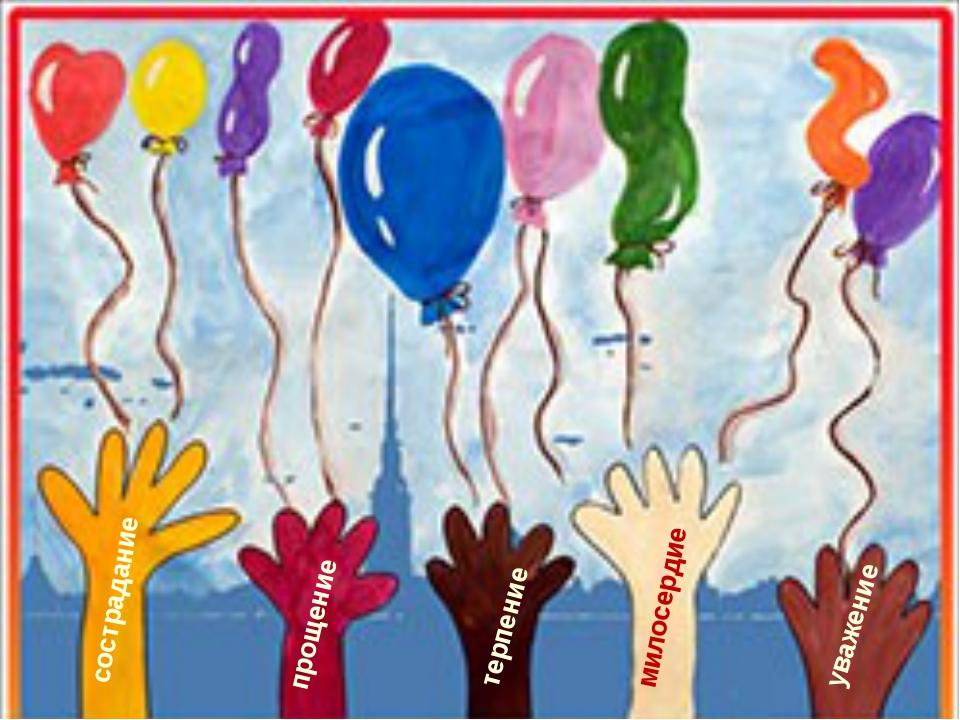 сострадание
прощение
терпение
милосердие
уважение